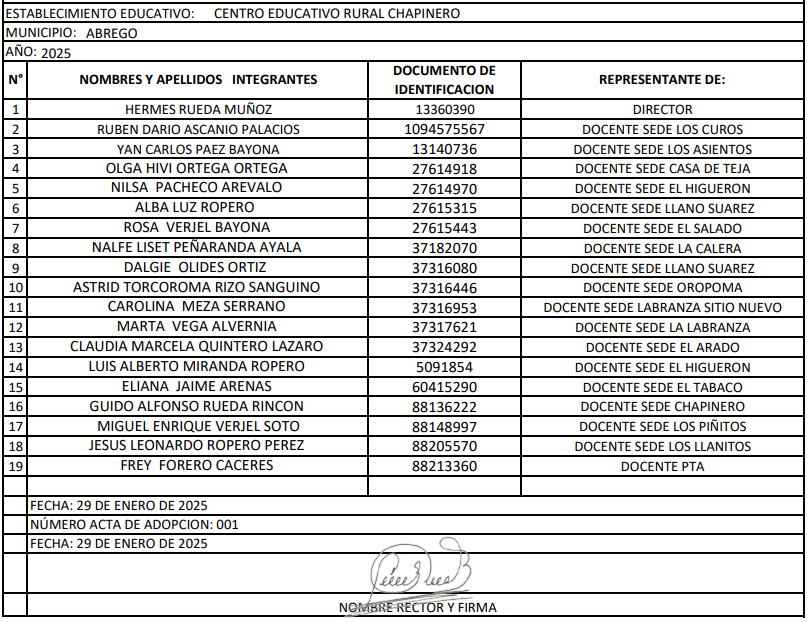 ESTABLECIMIENTO EDUCATIVO: CENTRO EDUCATIVO RURAL CHAPINERO
MUNICIPIO: ABREGO
AÑO: 2025
N° NOMBRES Y APELLIDOS INTEGRANTES DOCUMENTO DE IDENTIFICACION REPRESENTANTE DE:
1 HERMES RUEDA MUÑOZ 13360390 DIRECTOR
2 RUBEN DARIO ASCANIO PALACIOS 1094575567 DOCENTE SEDE LOS CUROS
3 YAN CARLOS PAEZ BAYONA 13140736 DOCENTE SEDE LOS ASIENTOS
4 OLGA HIVI ORTEGA ORTEGA 27614918 DOCENTE SEDE CASA DE TEJA
5 NILSA PACHECO AREVALO 27614970 DOCENTE SEDE EL HIGUERON
6 ALBA LUZ ROPERO 27615315 DOCENTE SEDE LLANO SUAREZ
7 ROSA VERJEL BAYONA 27615443 DOCENTE SEDE EL SALADO
8 NALFE LISET PEÑARANDA AYALA 37182070 DOCENTE SEDE LA CALERA
9 DALGIE OLIDES ORTIZ 37316080 DOCENTE SEDE LLANO SUAREZ
10 ASTRID TORCOROMA RIZO SANGUINO 37316446 DOCENTE SEDE OROPOMA
11 CAROLINA MEZA SERRANO 37316953 DOCENTE SEDE LABRANZA SITIO NUEVO
12 MARTA VEGA ALVERNIA 37317621 DOCENTE SEDE LA LABRANZA
13 CLAUDIA MARCELA QUINTERO LAZARO 37324292 DOCENTE SEDE EL ARADO
14 LUIS ALBERTO MIRANDA ROPERO 5091854 DOCENTE SEDE EL HIGUERON
15 ELIANA JAIME ARENAS 60415290 DOCENTE SEDE EL TABACO
16 GUIDO ALFONSO RUEDA RINCON 88136222 DOCENTE SEDE CHAPINERO
17 MIGUEL ENRIQUE VERJEL SOTO 88148997 DOCENTE SEDE LOS PIÑITOS
18 JESUS LEONARDO ROPERO PEREZ 88205570 DOCENTE SEDE LOS LLANITOS
19 FREY FORERO CACERES 88213360 DOCENTE PTA
FECHA: 29 DE ENERO DE 2025
NÚMERO ACTA DE ADOPCION: 001
FECHA: 29 DE ENERO DE 2025
NOMBRE RECTOR Y FIRMA